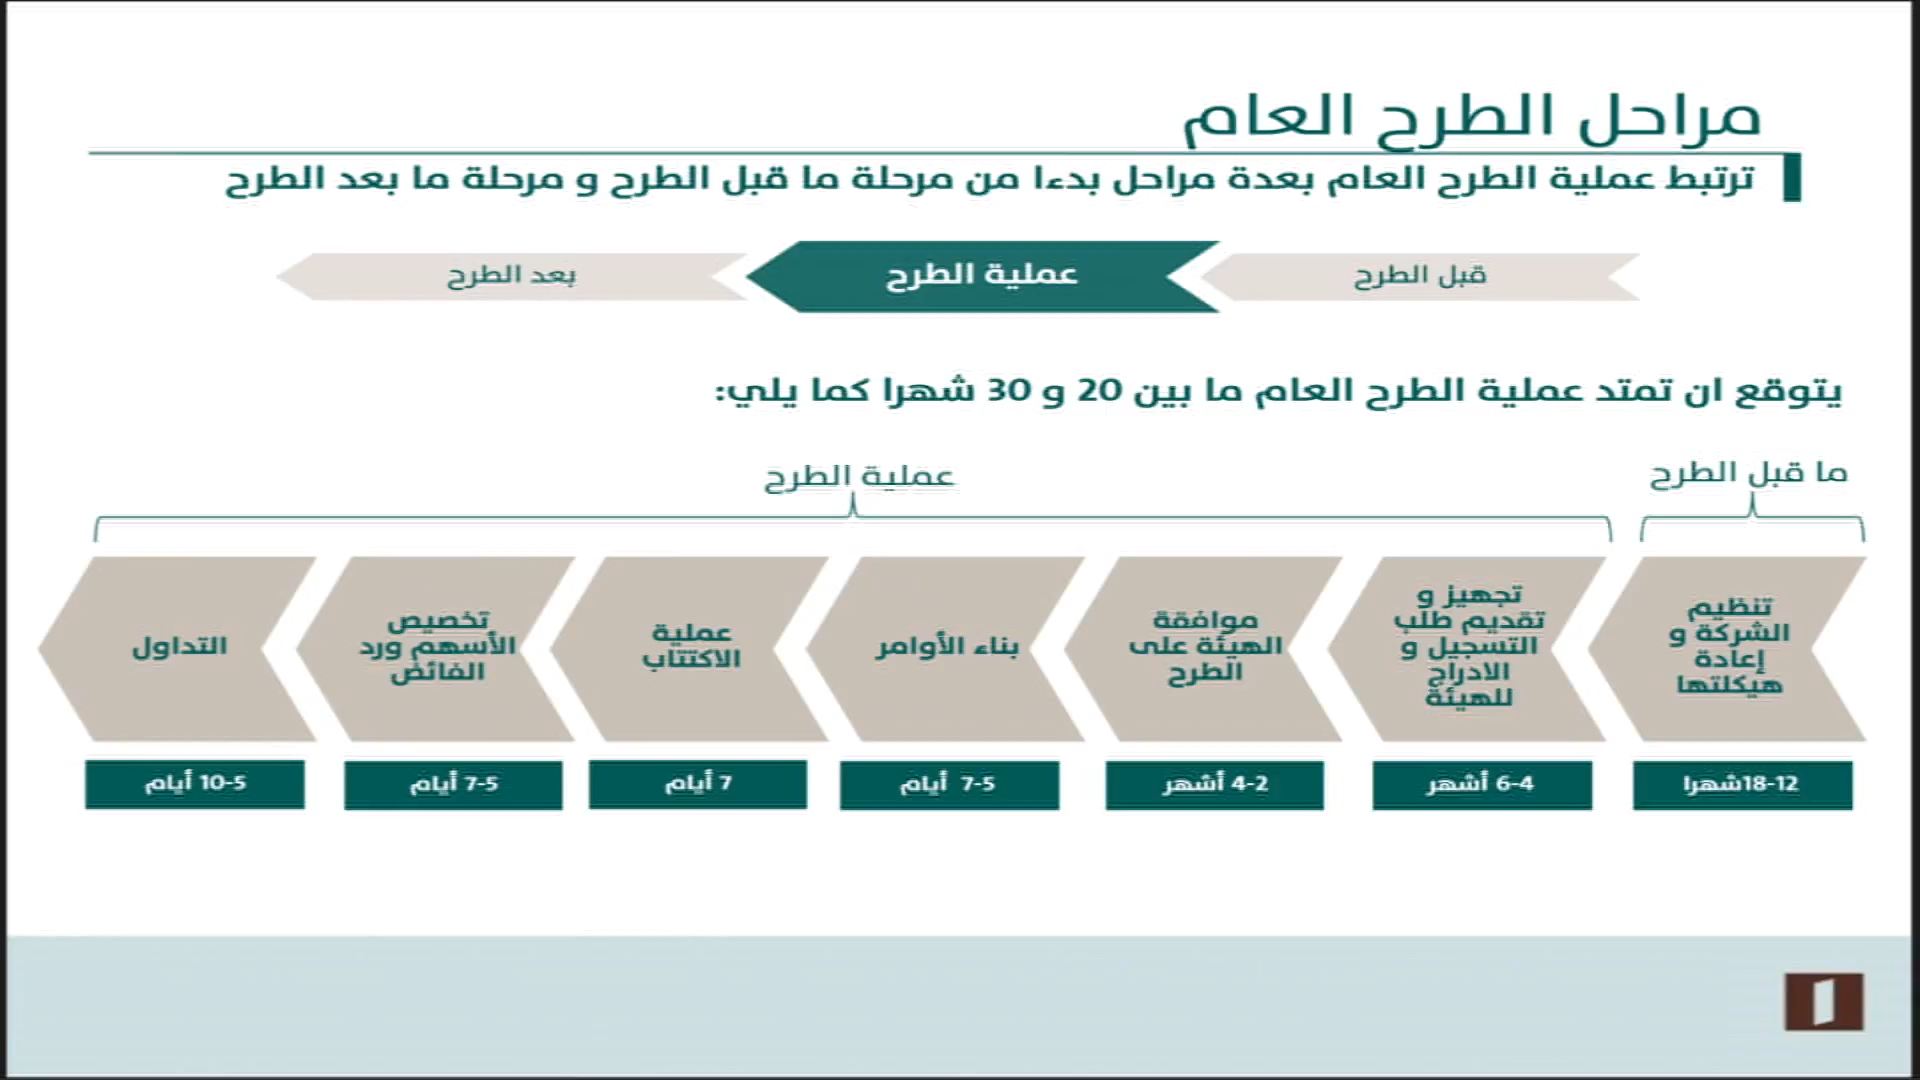 مراحل الطرح العام
ترتبط عملية الطرح العام بعدة مراحل بدءا من مرحلة ما قبل الطرح و مرحلة ما بعد الطرح
قبل الطرح
عملية الطرح
بعد الطرح
يتوقع ان تمتد عملية الطرح العام ما بين 20 و 30 شهرا كما يلي:
ما قبل الطرح
عملية الطرح
تنظيم
الشركة و
إعادة
هيكلتها
تجهيز و
تقديم طلب
التسجيل و
الادراج
للهيئة
موافقة
الهيئة على
الطرح
بناء الأوامر
عملية
الاكتتاب
تخصيص
الأسهم ورد
الفائض
التداول
12-18شهرا
4-6 أشهر
2-4 أشهر
5-7 أيام
7 أيام
5-7 أيام
5-10 أيام